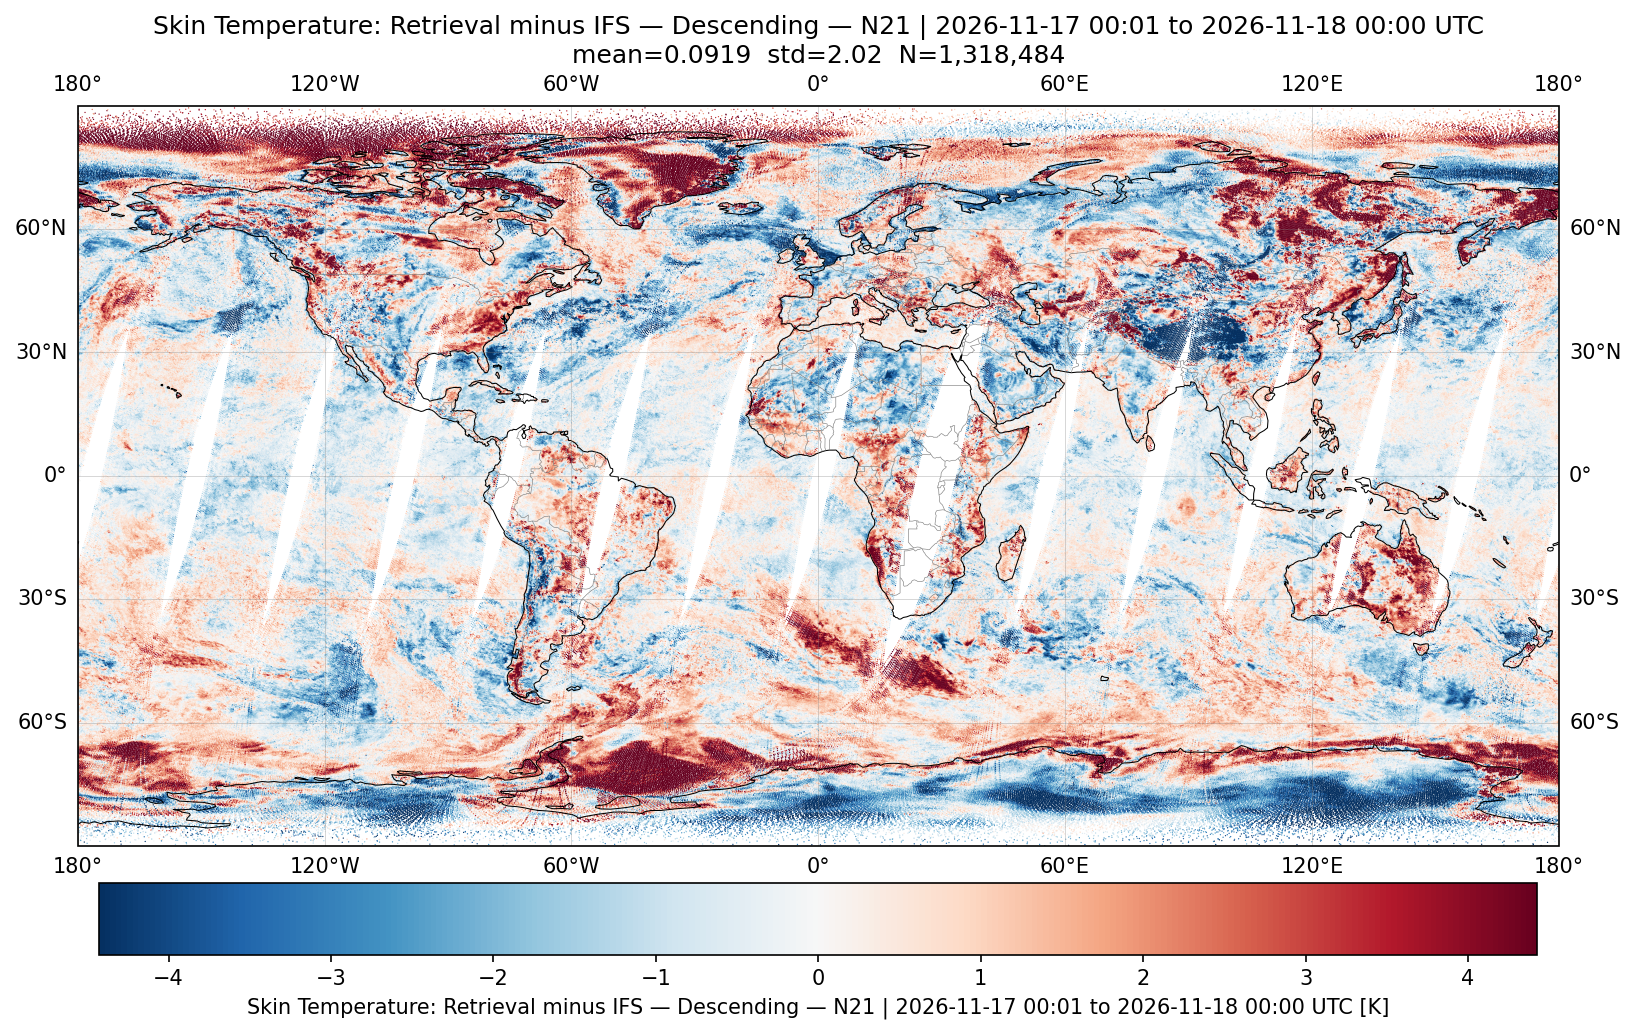 Skin Temperature: Retrieval minus IFS — Descending — N21 | 2026-11-17 00:01 to 2026-11-18 00:00 UTC
mean=0.0919  std=2.02  N=1,318,484
180° 120°W 60°W 0° 60°E 120°E 180°
60°N 60°N
30°N 30°N
0° 0°
30°S 30°S
60°S 60°S
180° 120°W 60°W 0° 60°E 120°E 180°
−4 −3 −2 −1 0 1 2 3 4
Skin Temperature: Retrieval minus IFS — Descending — N21 | 2026-11-17 00:01 to 2026-11-18 00:00 UTC [K]